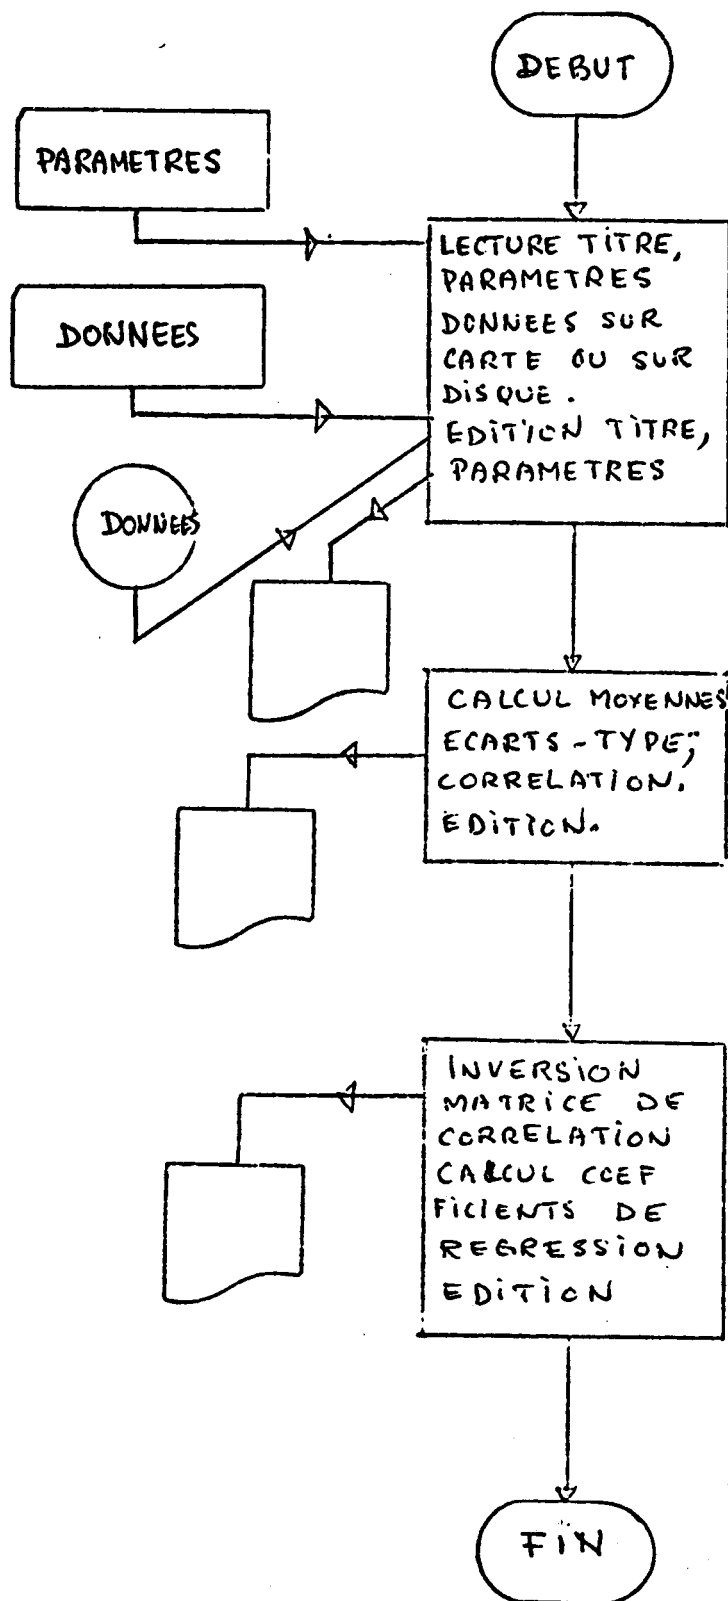 DEBUT
PARAMETRES
LECTURE TITRE,
PARAMETRES
DONNEES SUR
CARTE OU SUR
DISQUE.
EDITION TITRE,
PARAMETRES
DONNEES
DONNEES
CALCUL MOYENNES
ECARTS-TYPE,
CORRELATION.
EDITION.
INVERSION
MATRICE DE
CORRELATION
CALCUL COEF
FICIENTS DE
REGRESSION
EDITION
FIN